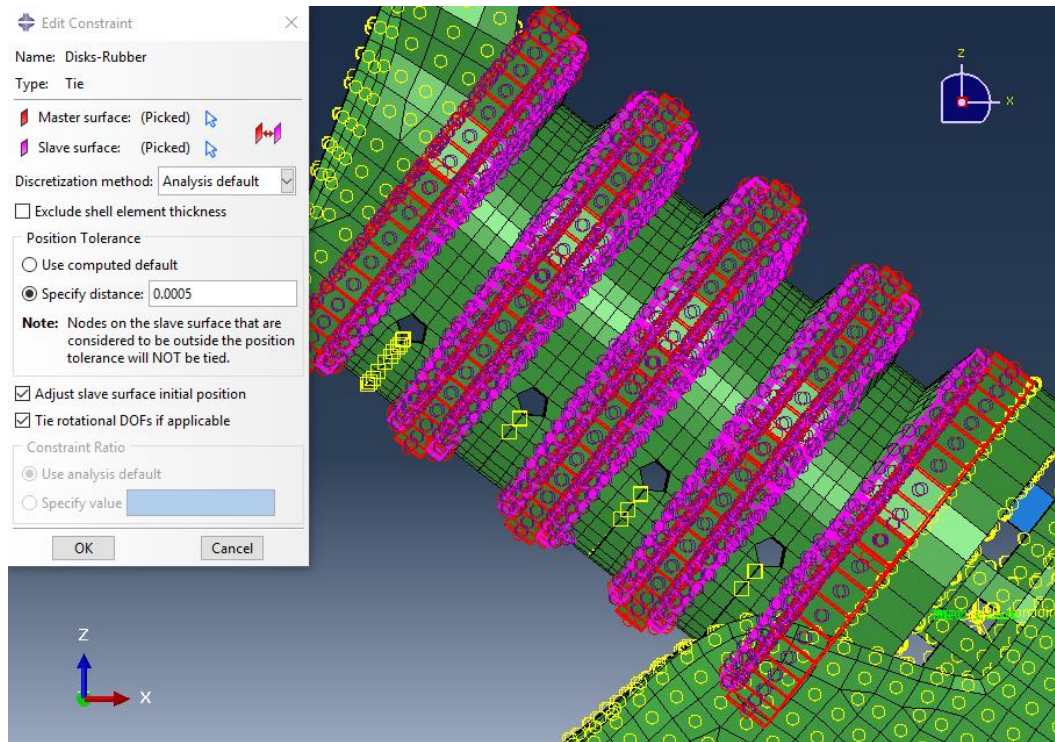 Edit Constraint
Name: Disks-Rubber
Type: Tie
Master surface: (Picked)
Slave surface: (Picked)
Discretization method: Analysis default
Exclude shell element thickness
Position Tolerance
Use computed default
Specify distance: 0.0005
Note: Nodes on the slave surface that are
considered to be outside the position
tolerance will NOT be tied.
Adjust slave surface initial position
Tie rotational DOFs if applicable
Constraint Ratio
Use analysis default
Specify value
OK Cancel
z
x
Z
X